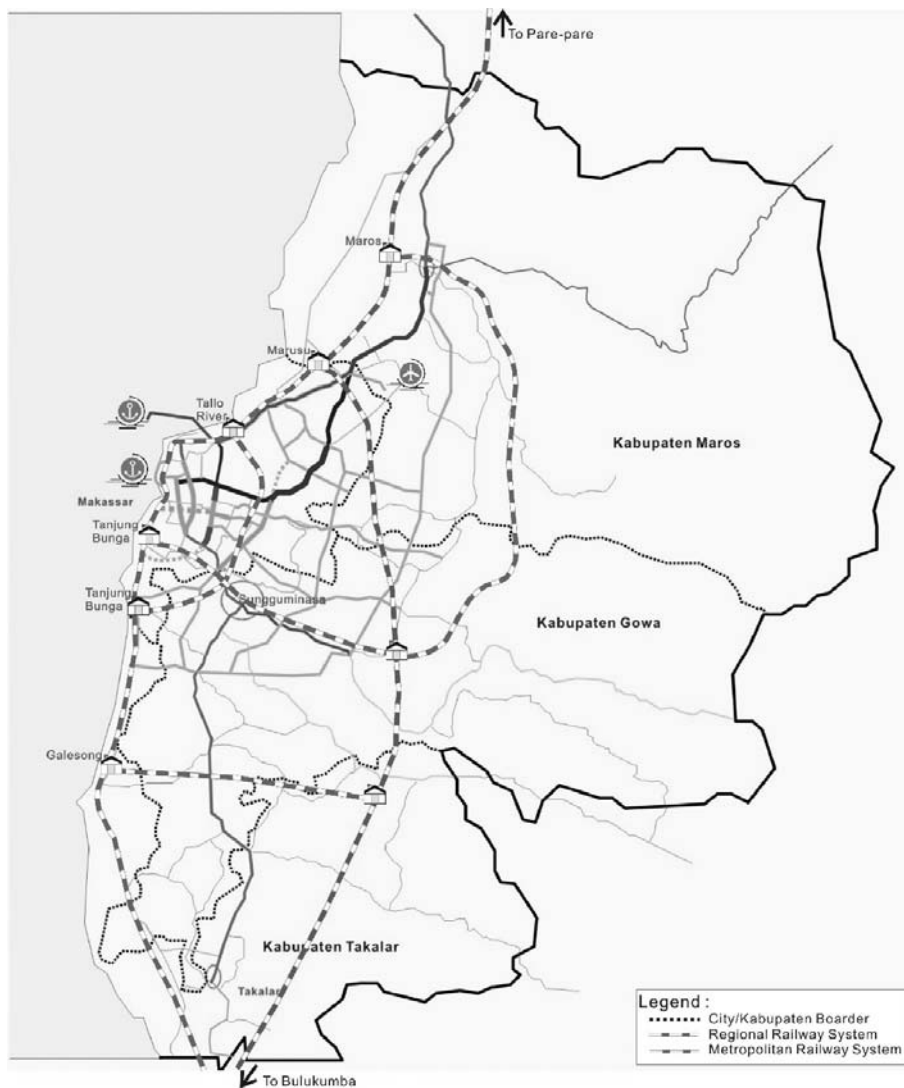 To Pare-pare
Maros
Marusu
Tallo
River
Kabupaten Maros
Makassar
Tanjung
Bunga
Tanjung
Bunga
Sungguminasa
Kabupaten Gowa
Galesong
Kabupaten Takalar
Takalar
Legend :
City/Kabupaten Boarder
Regional Railway System
Metropolitan Railway System
To Bulukumba